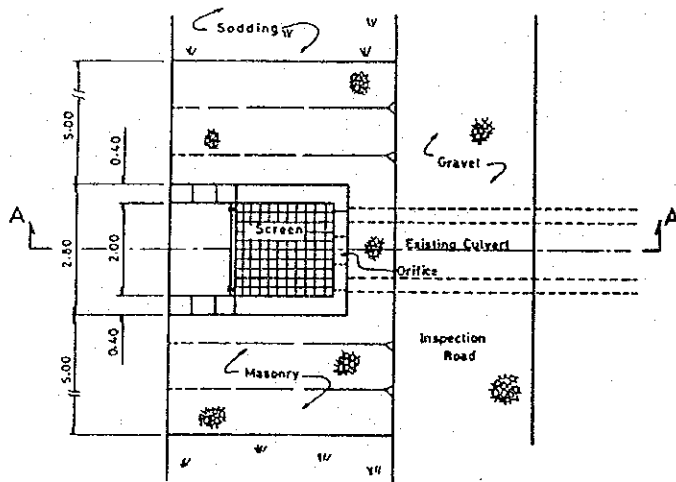 Sodding
5.00
0.40
Gravel
A
A
Screen
2.80
2.00
Existing Culvert
Orifice
0.40
Inspection
Road
Masonry
5.00